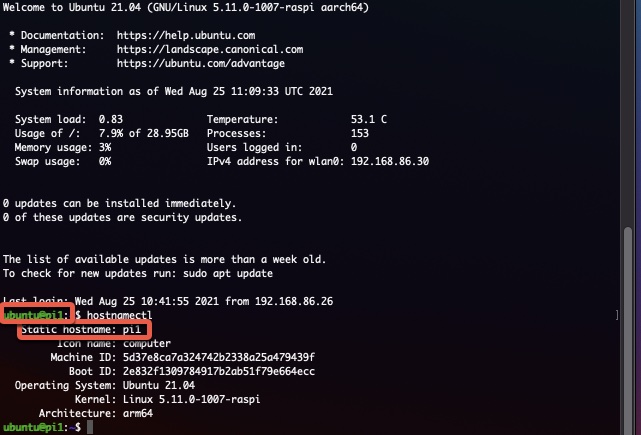 Welcome to Ubuntu 21.04 (GNU/Linux 5.11.0-1007-raspi aarch64)
* Documentation: https://help.ubuntu.com
* Management: https://landscape.canonical.com
* Support: https://ubuntu.com/advantage
System information as of Wed Aug 25 11:09:33 UTC 2021
System load: 0.83 Temperature: 53.1 C
Usage of /: 7.9% of 28.95GB Processes: 153
Memory usage: 3% Users logged in: 0
Swap usage: 0% IPv4 address for wlan0: 192.168.86.30
0 updates can be installed immediately.
0 of these updates are security updates.
The list of available updates is more than a week old.
To check for new updates run: sudo apt update
Last login: Wed Aug 25 10:41:55 2021 from 192.168.86.26
ubuntu@pi1: $ hostnamectl
Static hostname: pi1
Icon name: computer
Machine ID: 5d37e8ca7a324742b2338a25a479439f
Boot ID: 2e832f1309784917b2ab51f79e664ecc
Operating System: Ubuntu 21.04
Kernel: Linux 5.11.0-1007-raspi
Architecture: arm64
ubuntu@pi1:~$